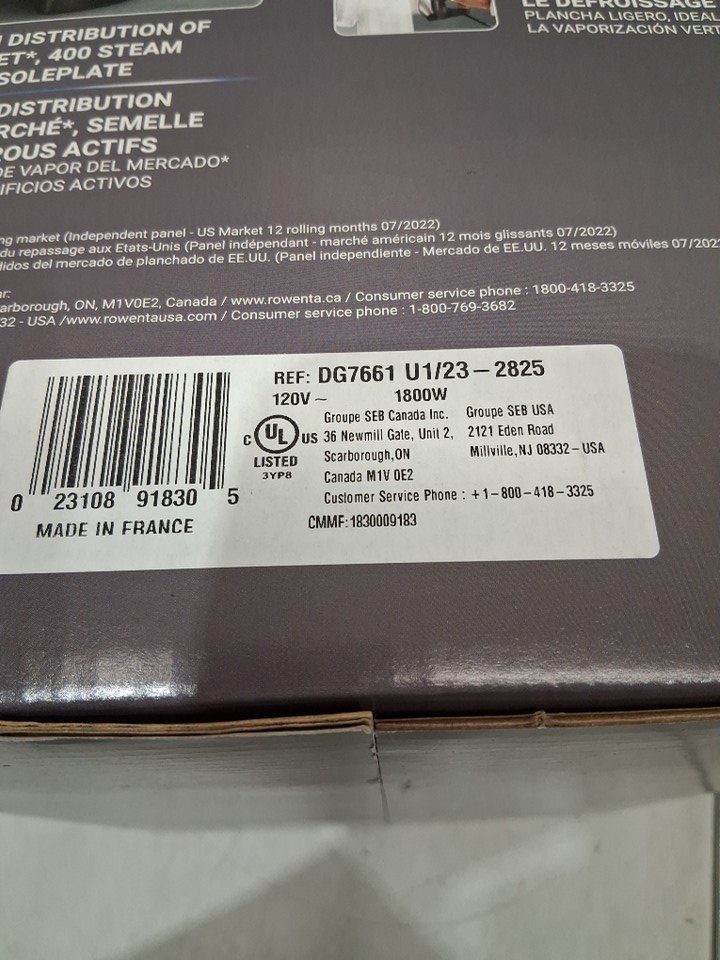 DISTRIBUTION OF
ET*, 400 STEAM
SOLEPLATE
DISTRIBUTION
RCHÉ*, SEMELLE
ROUS ACTIFS
DE VAPOR DEL MERCADO*
IFICIOS ACTIVOS
LE DÉFROISSAGE
PLANCHA LIGERO, IDEAL
LA VAPORIZACIÓN VERT
ng market (Independent panel - US Market 12 rolling months 07/2022)
du repassage aux Etats-Unis (Panel indépendant - marché américain 12 mois glissants 07/2022)
didos del mercado de planchado de EE.UU. (Panel independiente - Mercado de EE.UU. 12 meses móviles 07/202
ar:
arborough, ON, M1V0E2, Canada / www.rowenta.ca / Consumer service phone : 1800-418-3325
32 - USA /www.rowentausa.com / Consumer service phone : 1-800-769-3682
REF: DG7661 U1/23-2825
120V~ 1800W
Groupe SEB Canada Inc. Groupe SEB USA
36 Newmill Gate, Unit 2, 2121 Eden Road
Scarborough,ON Millville,NJ 08332-USA
Canada M1V 0E2
Customer Service Phone : +1-800-418-3325
CMMF:1830009183
C UL US
LISTED
3YP8
0 23108 91830 5
MADE IN FRANCE